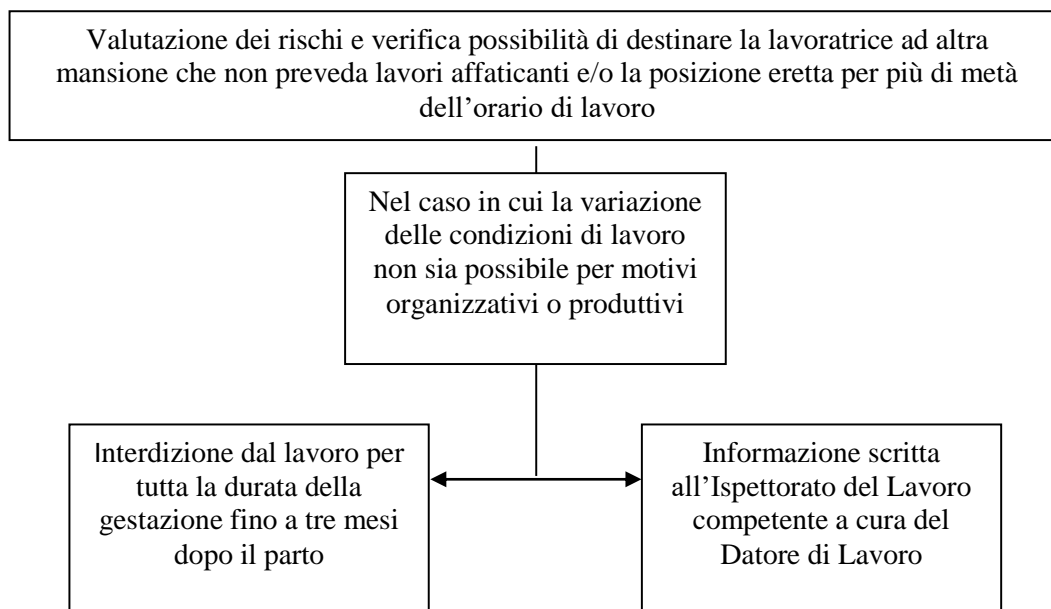 Valutazione dei rischi e verifica possibilità di destinare la lavoratrice ad altra
mansione che non preveda lavori affaticanti e/o la posizione eretta per più di metà
dell’orario di lavoro
Nel caso in cui la variazione
delle condizioni di lavoro
non sia possibile per motivi
organizzativi o produttivi
Interdizione dal lavoro per
tutta la durata della
gestazione fino a tre mesi
dopo il parto
Informazione scritta
all’Ispettorato del Lavoro
competente a cura del
Datore di Lavoro